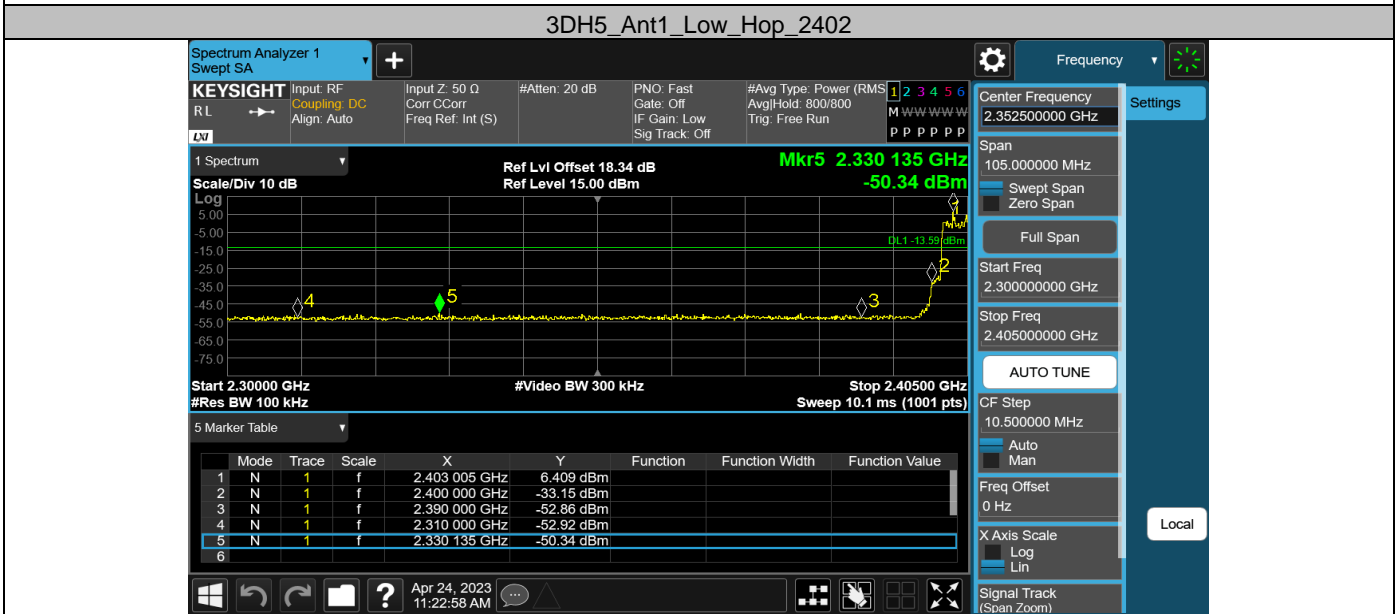 3DH5_Ant1_Low_Hop_2402
Spectrum Analyzer 1
Swept SA
+
Frequency
KEYSIGHT
RL
LXI
Input: RF
Coupling: DC
Align: Auto
Input Z: 50 Ω
Corr CCorr
Freq Ref: Int (S)
#Atten: 20 dB
PNO: Fast
Gate: Off
IF Gain: Low
Sig Track: Off
#Avg Type: Power (RMS
Avg|Hold: 800/800
Trig: Free Run
1 2 3 4 5 6
M W W W W W
P P P P P P
1 Spectrum
Scale/Div 10 dB
Ref Lvl Offset 18.34 dB
Ref Level 15.00 dBm
Mkr5 2.330 135 GHz
-50.34 dBm
Log
5.00
-5.00
-15.0
-25.0
-35.0
-45.0
-55.0
-65.0
-75.0
1
DL1 -13.59 dBm
2
3
4
5
Start 2.30000 GHz
#Res BW 100 kHz
#Video BW 300 kHz
Stop 2.40500 GHz
Sweep 10.1 ms (1001 pts)
5 Marker Table
Mode Trace Scale X Y Function Function Width Function Value
1 N 1 f 2.403 005 GHz 6.409 dBm
2 N 1 f 2.400 000 GHz -33.15 dBm
3 N 1 f 2.390 000 GHz -52.86 dBm
4 N 1 f 2.310 000 GHz -52.92 dBm
5 N 1 f 2.330 135 GHz -50.34 dBm
6
?
Apr 24, 2023
11:22:58 AM
Center Frequency
2.352500000 GHz
Settings
Span
105.000000 MHz
Swept Span
Zero Span
Full Span
Start Freq
2.300000000 GHz
Stop Freq
2.405000000 GHz
AUTO TUNE
CF Step
10.500000 MHz
Auto
Man
Freq Offset
0 Hz
Local
X Axis Scale
Log
Lin
Signal Track
(Span Zoom)